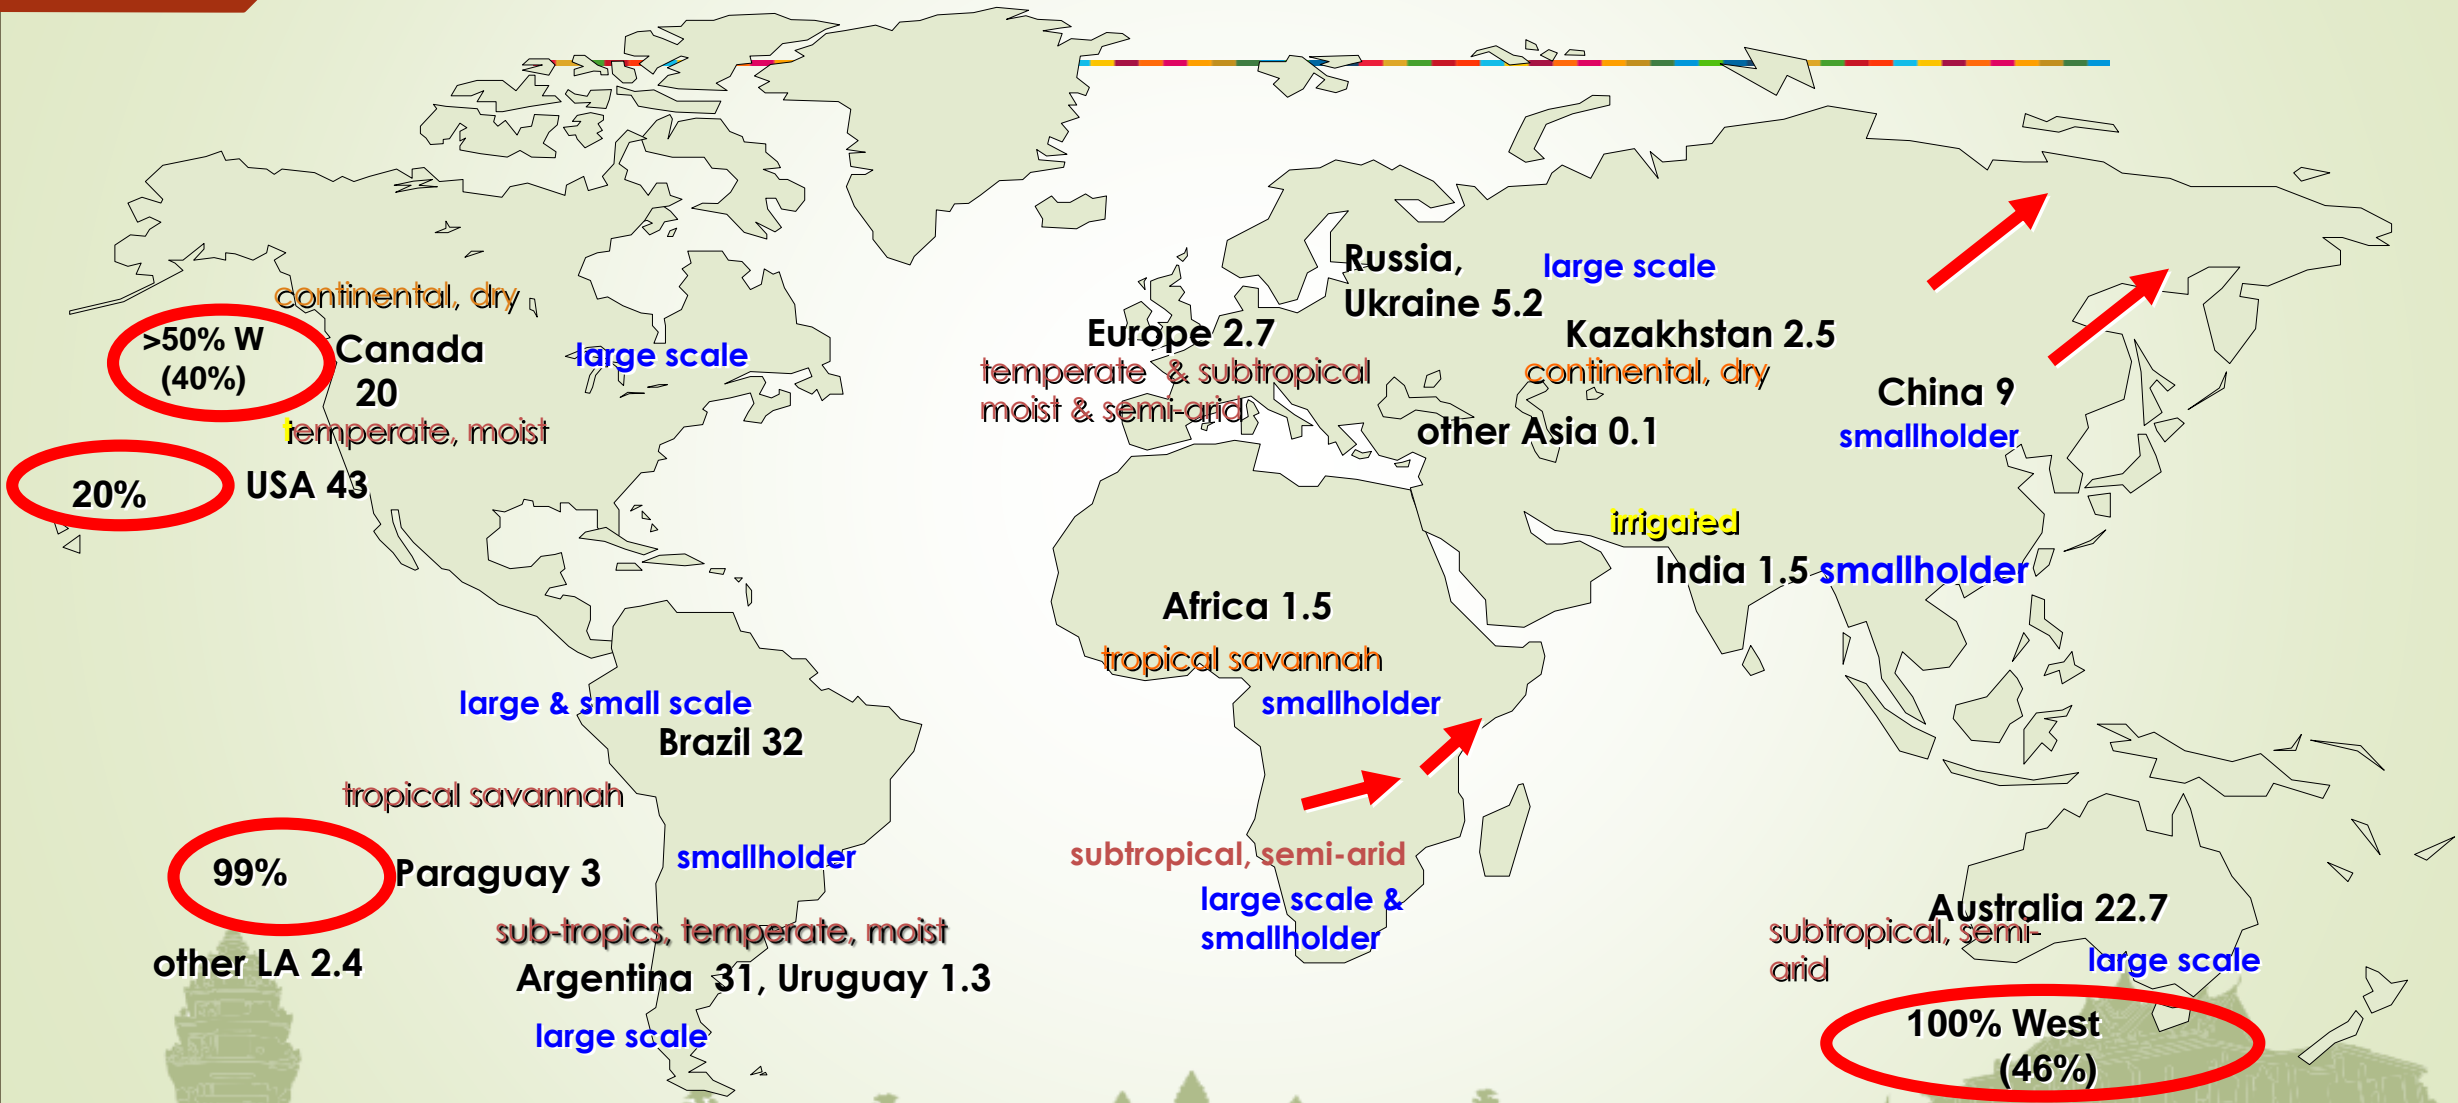 continental, dry
>50% W
(40%)
Canada
20
large scale
temperate, moist
20%
USA 43
Russia,
Ukraine 5.2
large scale
Europe 2.7
temperate & subtropical
moist & semi-arid
Kazakhstan 2.5
continental, dry
other Asia 0.1
China 9
smallholder
irrigated
India 1.5 smallholder
Africa 1.5
tropical savannah
smallholder
large & small scale
Brazil 32
tropical savannah
99%
Paraguay 3
smallholder
other LA 2.4
sub-tropics, temperate, moist
Argentina 31, Uruguay 1.3
large scale
subtropical, semi-arid
large scale &
smallholder
Australia 22.7
subtropical, semi-
arid
large scale
100% West
(46%)